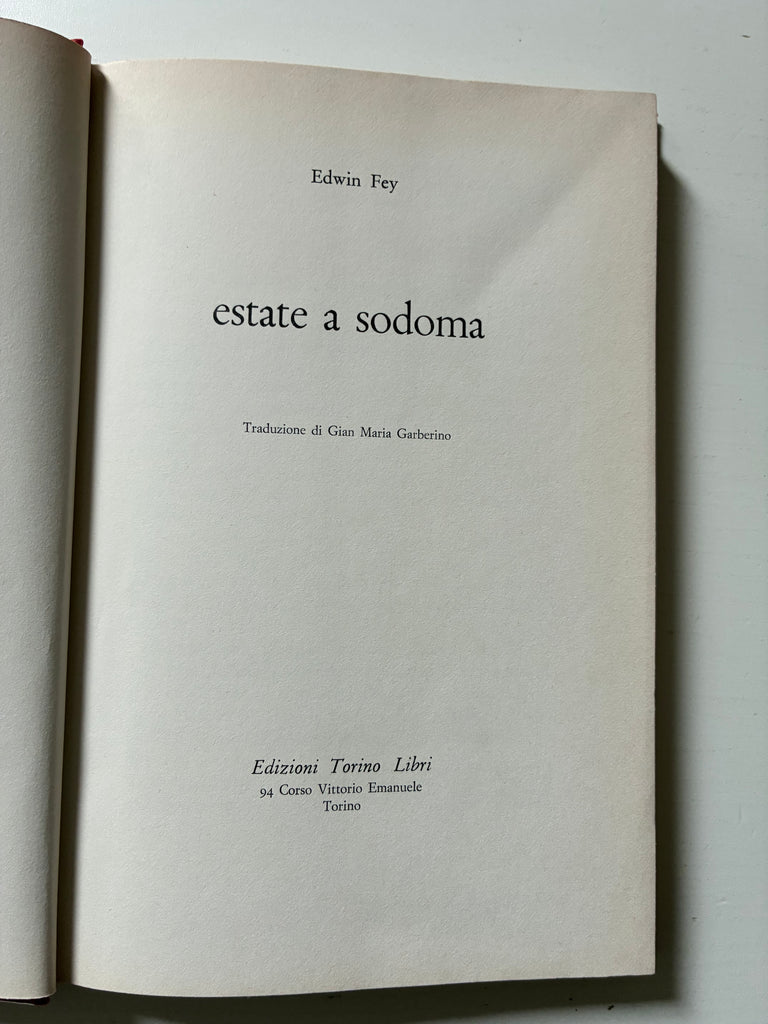 Edwin Fey
estate a sodoma
Traduzione di Gian Maria Garberino
Edizioni Torino Libri
94 Corso Vittorio Emanuele
Torino